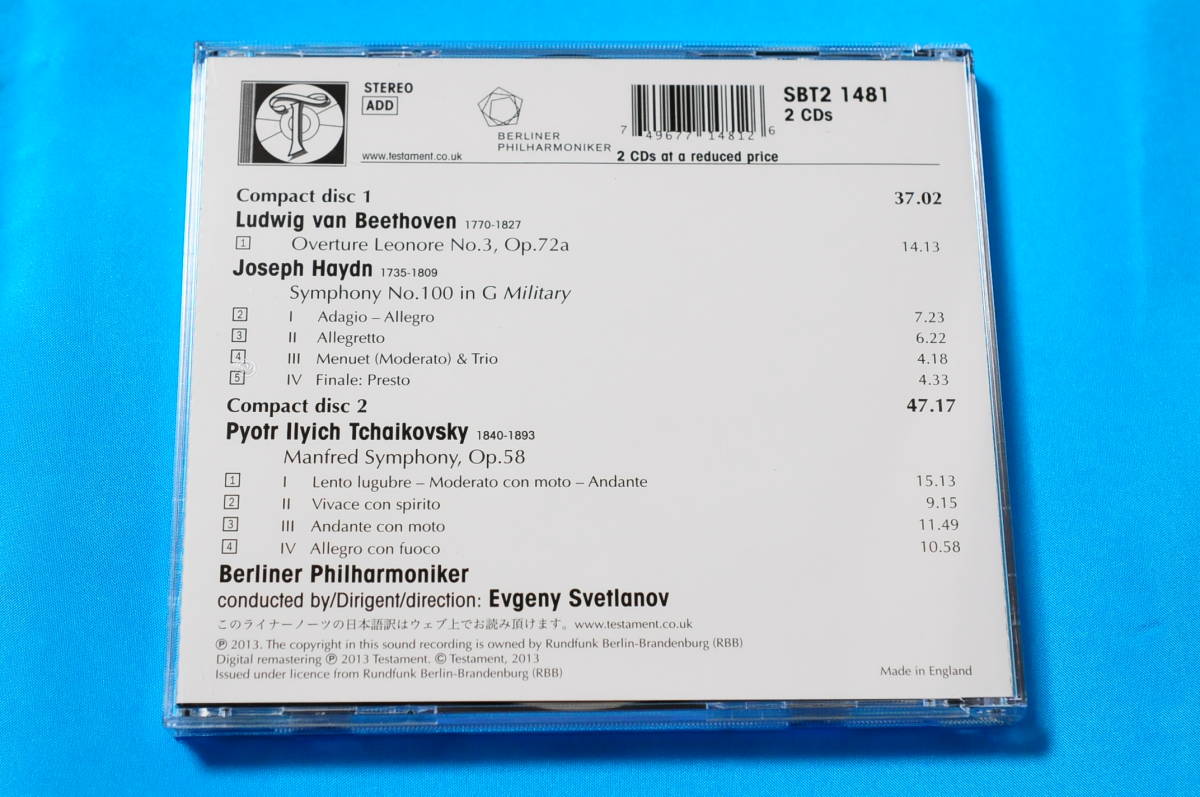 T
STEREO
ADD
www.testament.co.uk
BERLINER
PHILHARMONIKER
7 49677 14812 6
2 CDs at a reduced price
SBT2 1481
2 CDs
Compact disc 1 37.02
Ludwig van Beethoven 1770-1827
1 Overture Leonore No.3, Op.72a 14.13
Joseph Haydn 1735-1809
Symphony No.100 in G Military
2 I Adagio – Allegro 7.23
3 II Allegretto 6.22
4 III Menuet (Moderato) & Trio 4.18
5 IV Finale: Presto 4.33
Compact disc 2 47.17
Pyotr Ilyich Tchaikovsky 1840-1893
Manfred Symphony, Op.58
1 I Lento lugubre – Moderato con moto – Andante 15.13
2 II Vivace con spirito 9.15
3 III Andante con moto 11.49
4 IV Allegro con fuoco 10.58
Berliner Philharmoniker
conducted by/Dirigent/direction: Evgeny Svetlanov
このライナーノーツの日本語訳はウェブ上でお読み頂けます。www.testament.co.uk
℗ 2013. The copyright in this sound recording is owned by Rundfunk Berlin-Brandenburg (RBB)
Digital remastering ℗ 2013 Testament. © Testament, 2013
Issued under licence from Rundfunk Berlin-Brandenburg (RBB)
Made in England